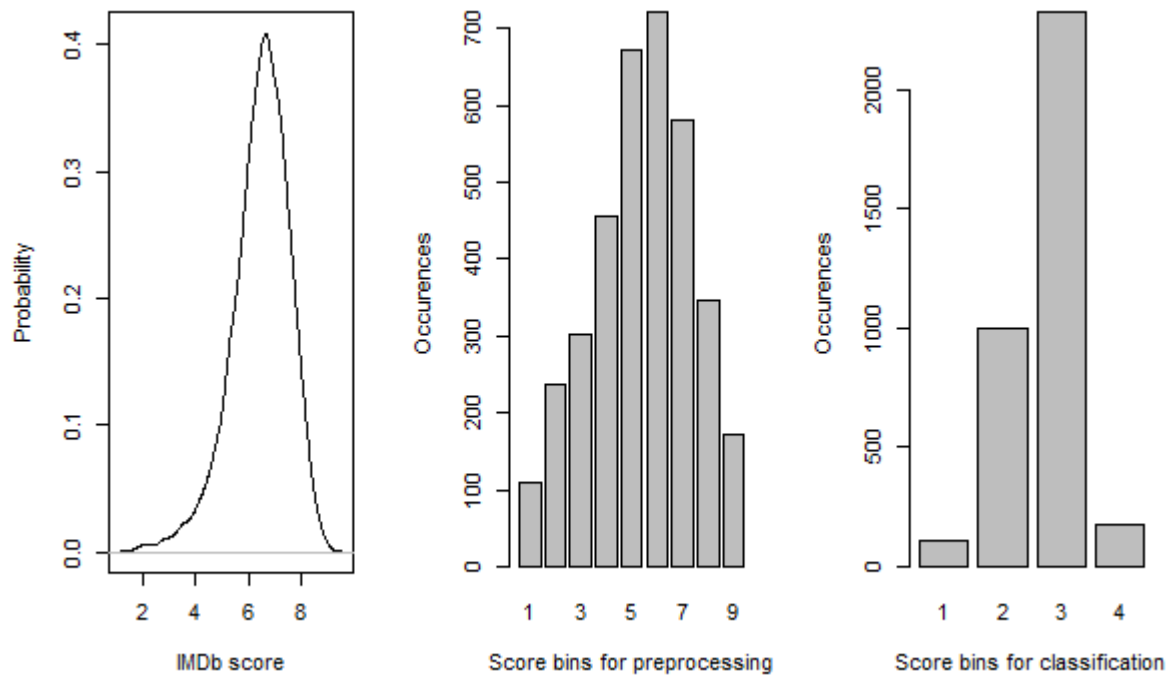 Probability
0.0 0.1 0.2 0.3 0.4
2 4 6 8
IMDb score
Occurences
0 100 200 300 400 500 600 700
1 3 5 7 9
Score bins for preprocessing
Occurences
0 500 1000 1500 2000
1 2 3 4
Score bins for classification